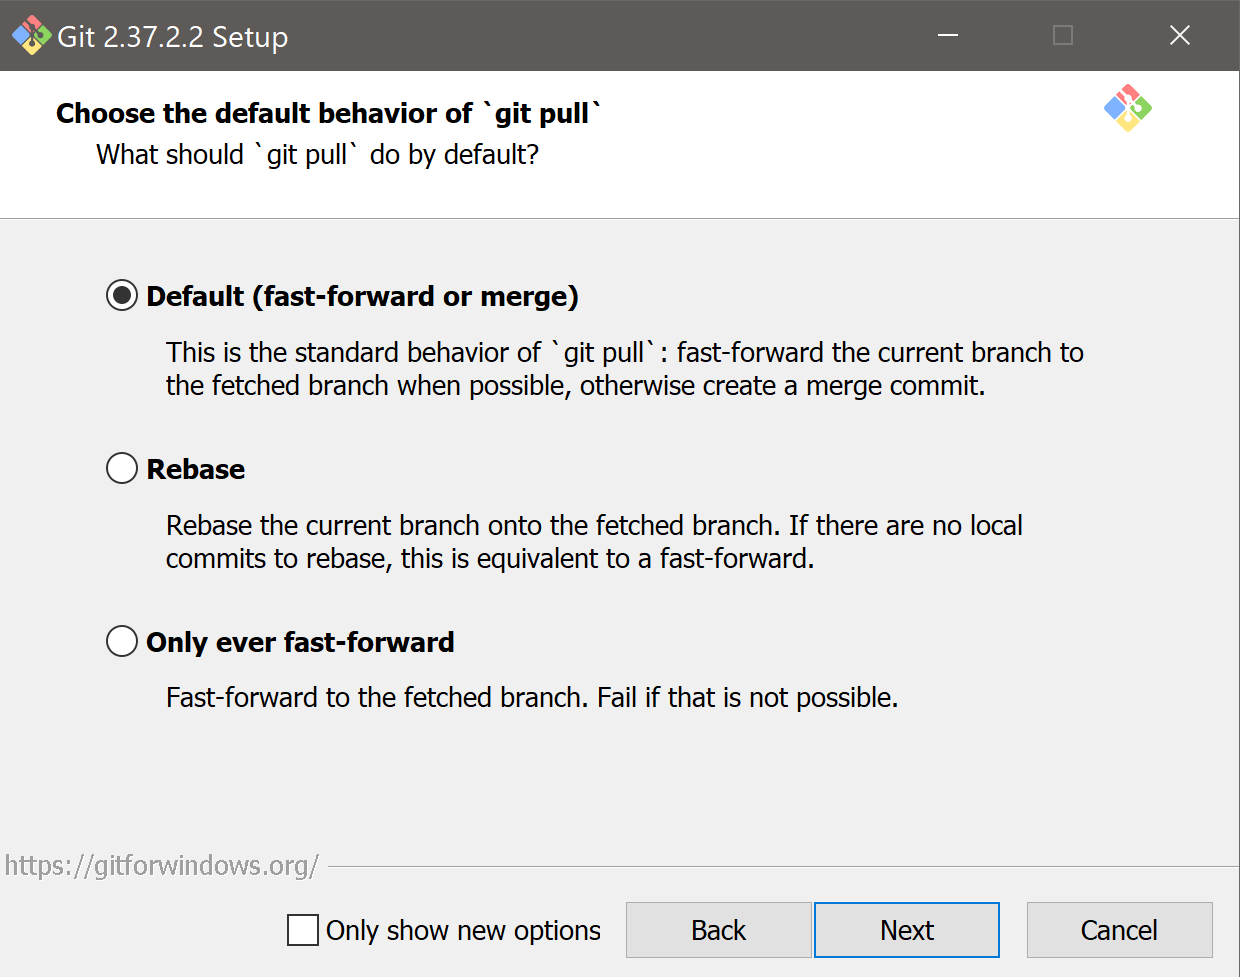 Git 2.37.2.2 Setup
Choose the default behavior of `git pull`
What should `git pull` do by default?
Default (fast-forward or merge)
This is the standard behavior of `git pull`: fast-forward the current branch to
the fetched branch when possible, otherwise create a merge commit.
Rebase
Rebase the current branch onto the fetched branch. If there are no local
commits to rebase, this is equivalent to a fast-forward.
Only ever fast-forward
Fast-forward to the fetched branch. Fail if that is not possible.
https://gitforwindows.org/
Only show new options
Back
Next
Cancel